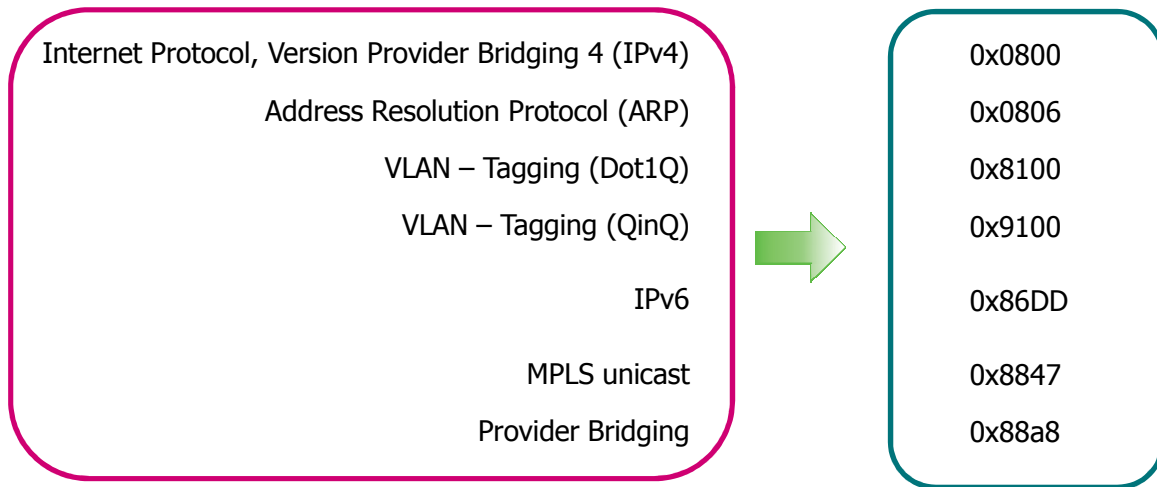 Internet Protocol, Version Provider Bridging 4 (IPv4) 0x0800
Address Resolution Protocol (ARP) 0x0806
VLAN – Tagging (Dot1Q) 0x8100
VLAN – Tagging (QinQ) 0x9100
IPv6 0x86DD
MPLS unicast 0x8847
Provider Bridging 0x88a8